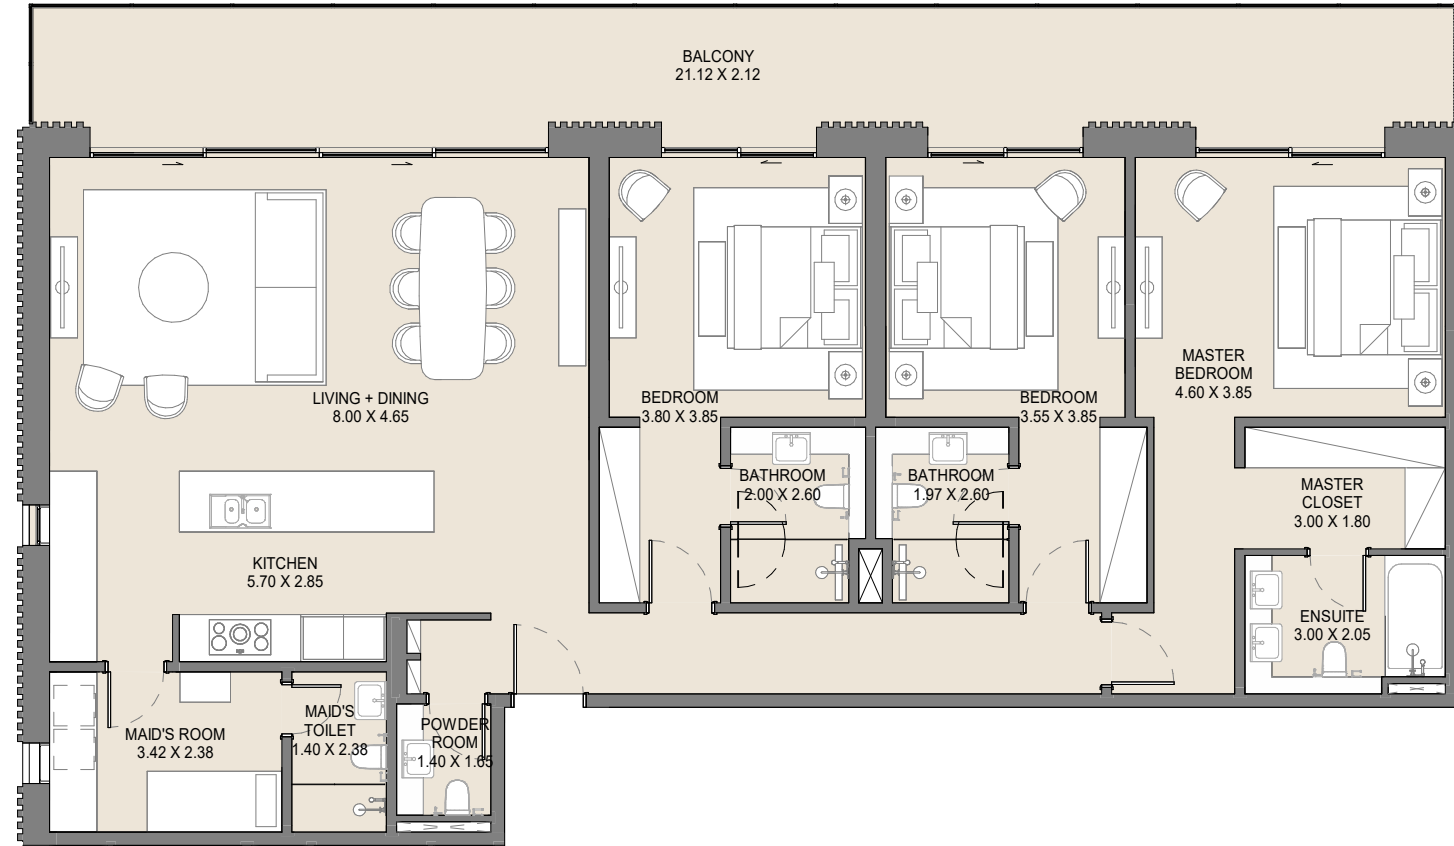 BALCONY
21.12 X 2.12
LIVING + DINING
8.00 X 4.65
BEDROOM
3.80 X 3.85
BEDROOM
3.55 X 3.85
MASTER
BEDROOM
4.60 X 3.85
BATHROOM
2.00 X 2.60
BATHROOM
1.97 X 2.60
MASTER
CLOSET
3.00 X 1.80
KITCHEN
5.70 X 2.85
ENSUITE
3.00 X 2.05
MAID'S ROOM
3.42 X 2.38
MAID'S
TOILET
1.40 X 2.38
POWDER
ROOM
1.40 X 1.65